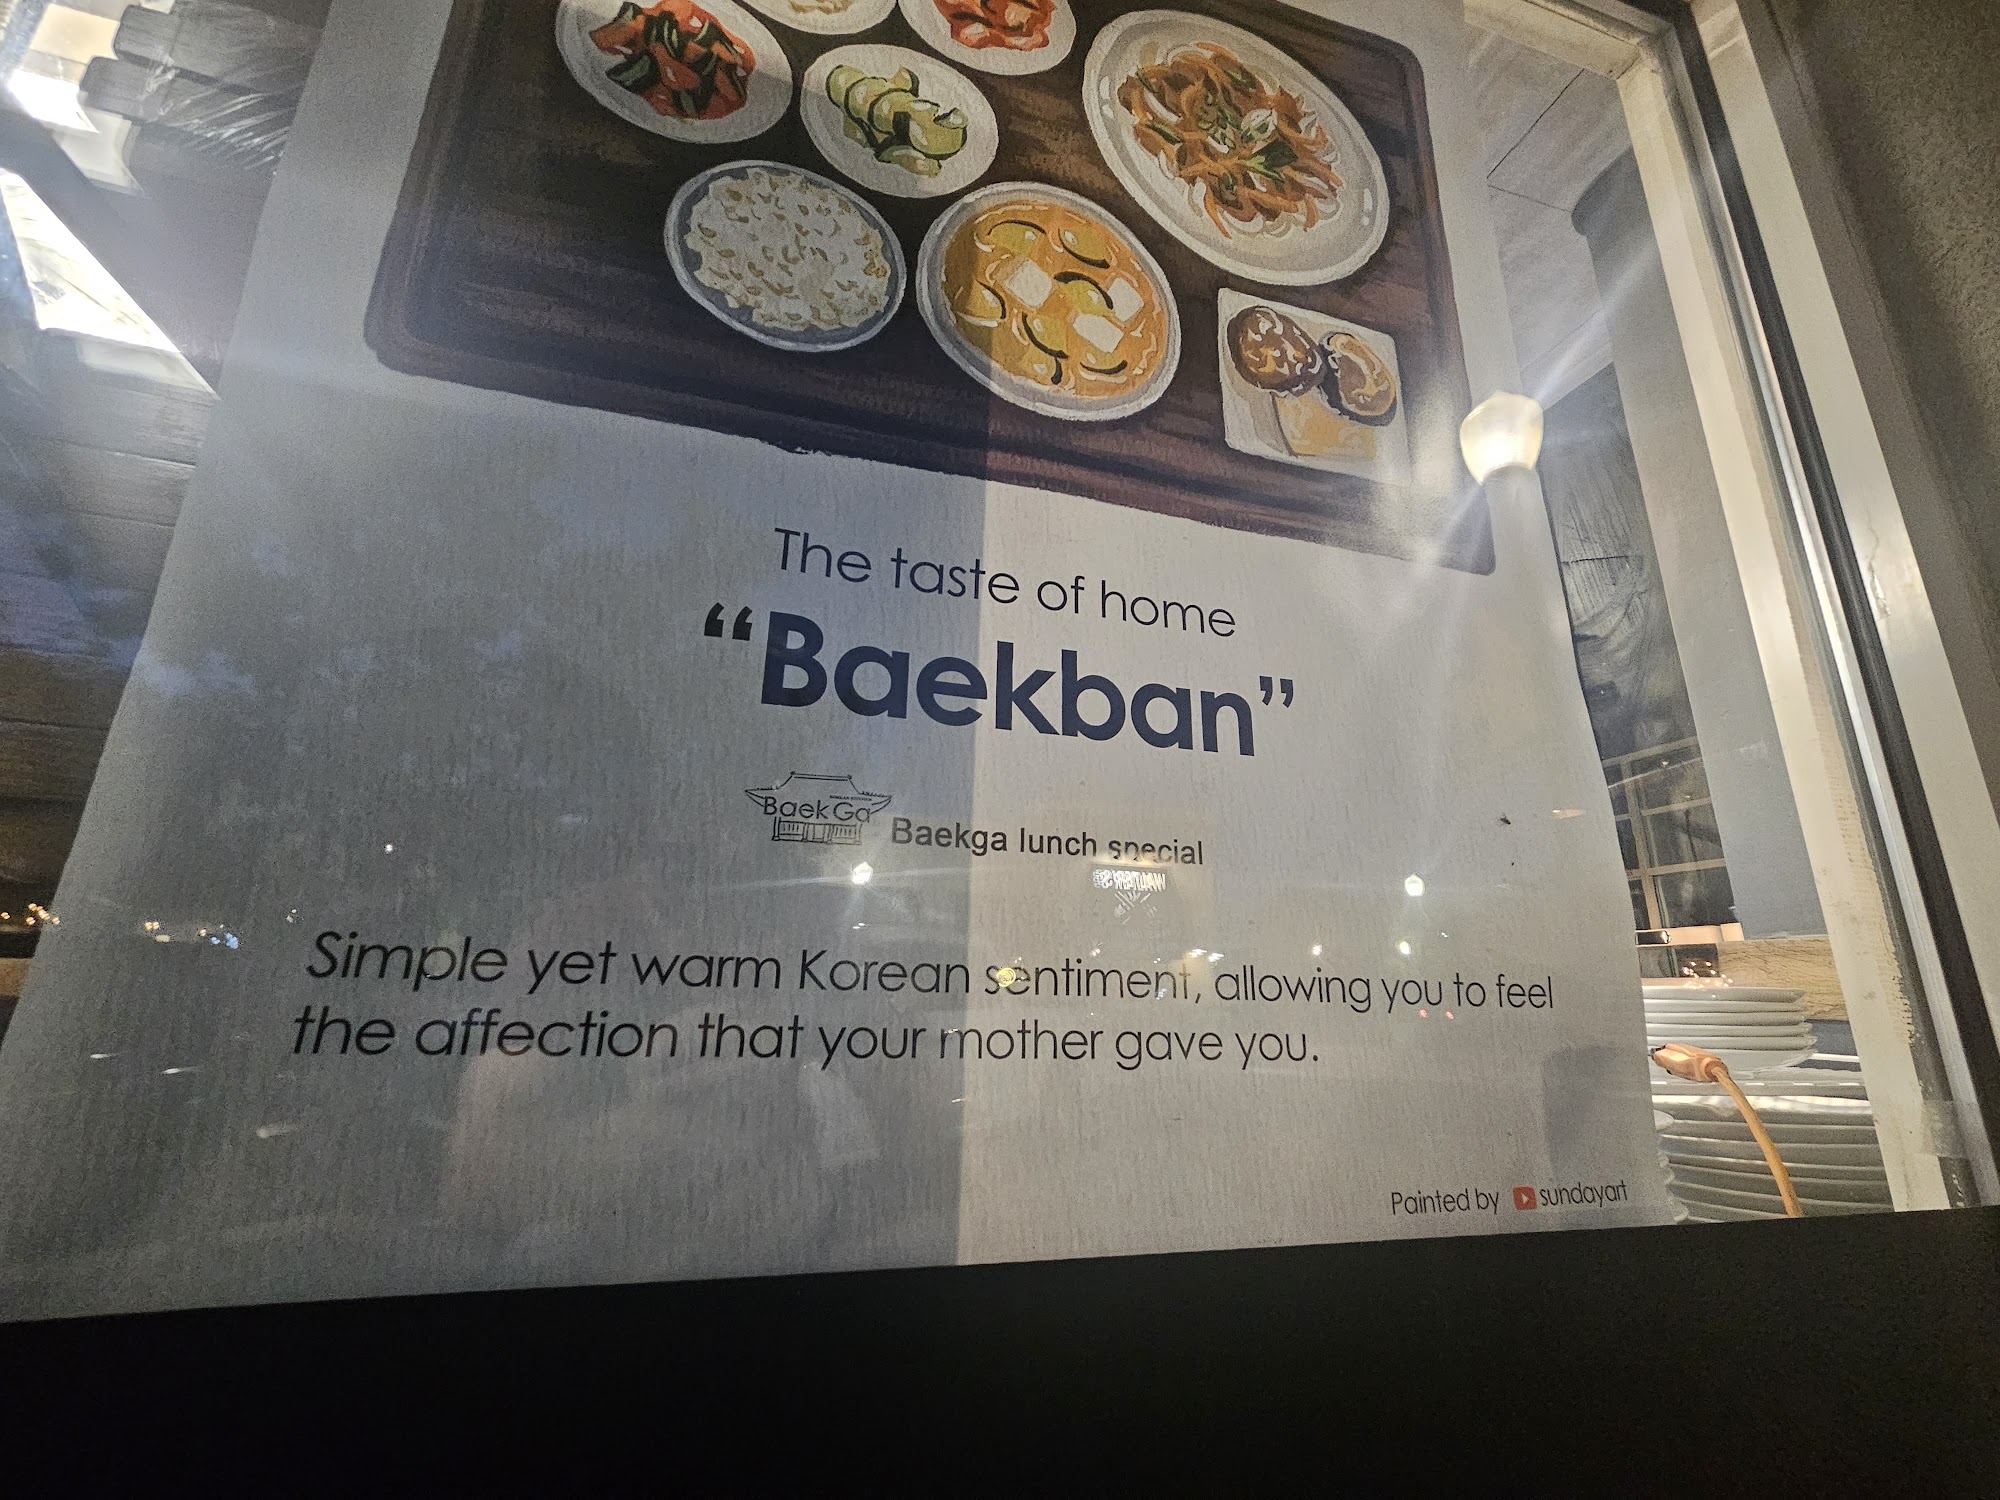 The taste of home
“Baekban”
BaekGa
Baekga lunch special
Simple yet warm Korean sentiment, allowing you to feel
the affection that your mother gave you.
Painted by sundayart